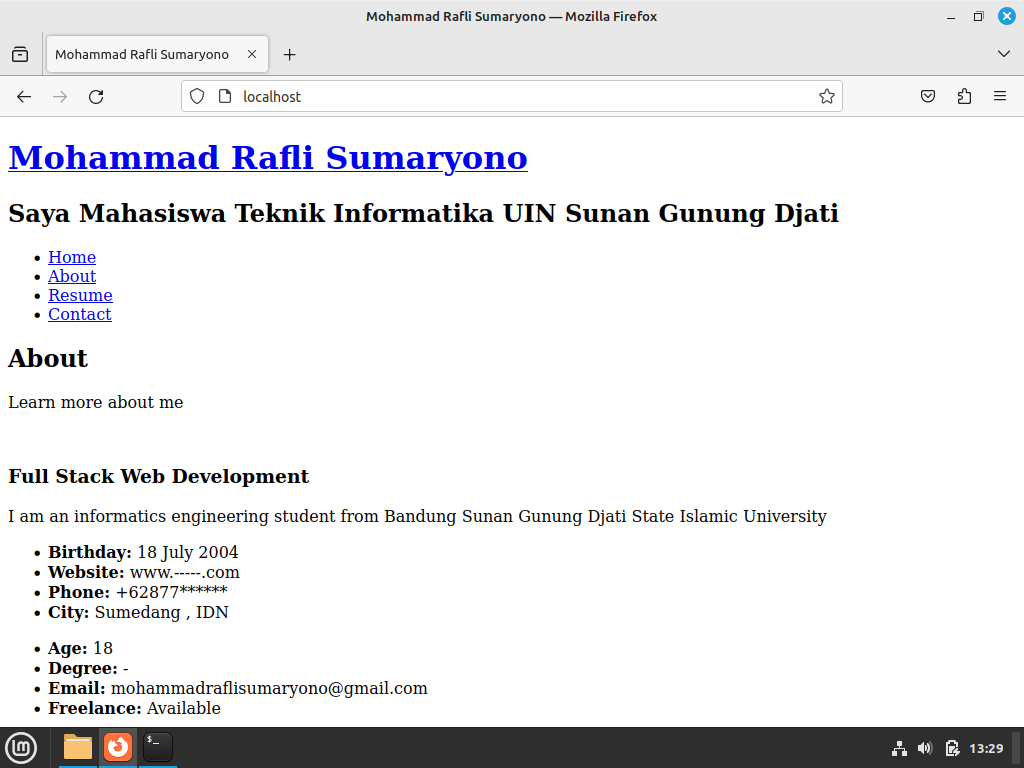 Mohammad Rafli Sumaryono — Mozilla Firefox
Mohammad Rafli Sumaryono
localhost
Mohammad Rafli Sumaryono
Saya Mahasiswa Teknik Informatika UIN Sunan Gunung Djati
Home
About
Resume
Contact
About
Learn more about me
Full Stack Web Development
I am an informatics engineering student from Bandung Sunan Gunung Djati State Islamic University
Birthday: 18 July 2004
Website: www.-----.com
Phone: +62877******
City: Sumedang , IDN
Age: 18
Degree: -
Email: mohammadraflisumaryono@gmail.com
Freelance: Available
$_
13:29